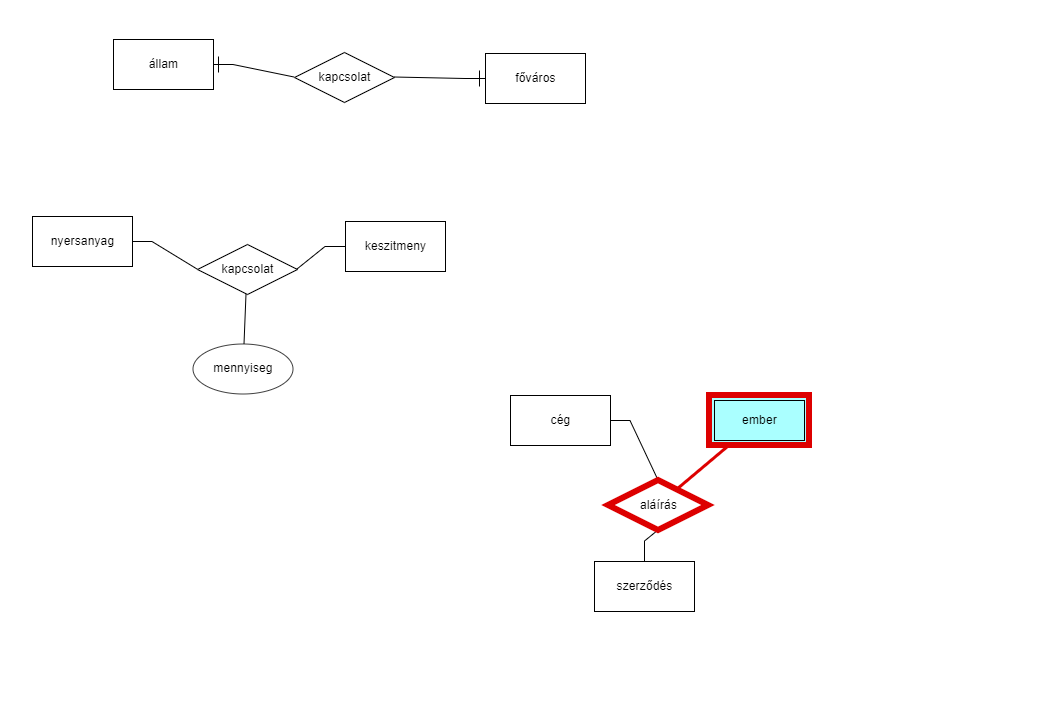 állam
kapcsolat
főváros
nyersanyag
kapcsolat
keszitmeny
mennyiseg
cég
ember
aláírás
szerződés